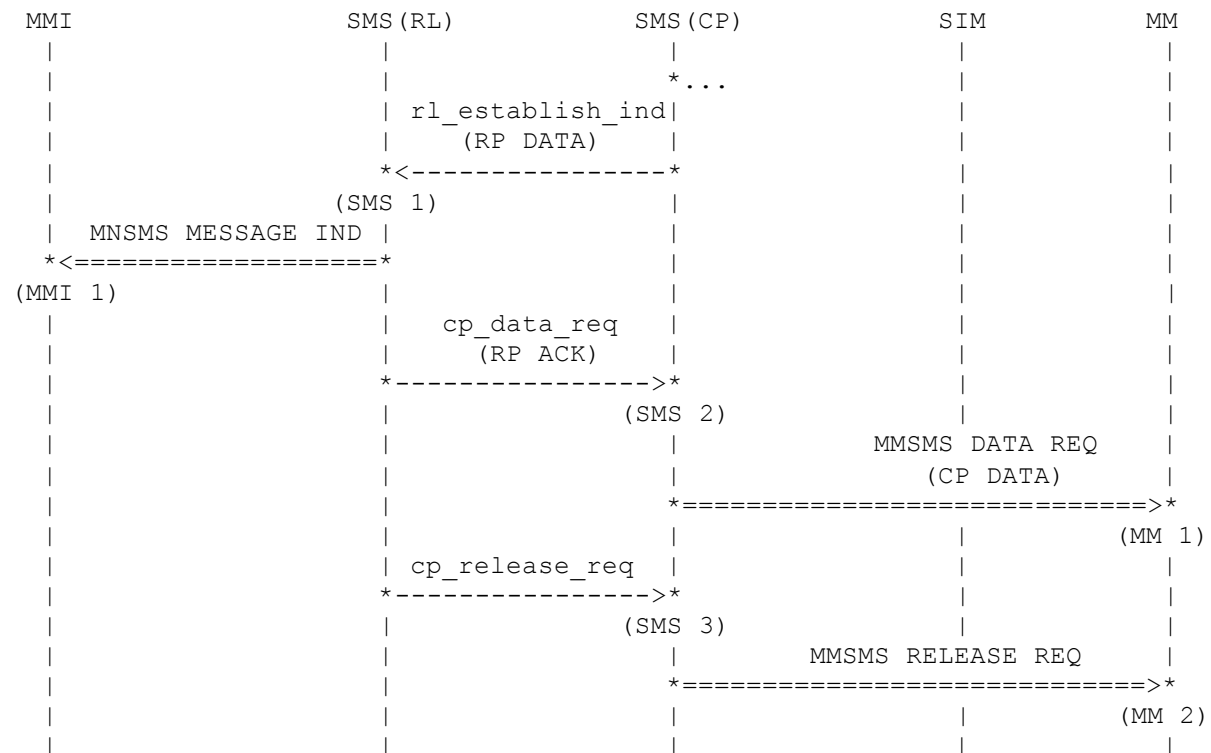 MMI SMS(RL) SMS(CP) SIM MM
| | | | |
| | *... | |
| | rl_establish_ind| | |
| | (RP DATA) | | |
| *<----------------* | |
| (SMS 1) | | |
| MNSMS MESSAGE IND | | | |
*<===================* | | |
(MMI 1) | | | |
| | cp_data_req | | |
| | (RP ACK) | | |
| *---------------->* | |
| | (SMS 2) | |
| | | MMSMS DATA REQ |
| | | (CP DATA) |
| | *=============================>*
| | | | (MM 1)
| | cp_release_req | | |
| *---------------->* | |
| | (SMS 3) | |
| | | MMSMS RELEASE REQ |
| | *=============================>*
| | | | (MM 2)
| | | | |